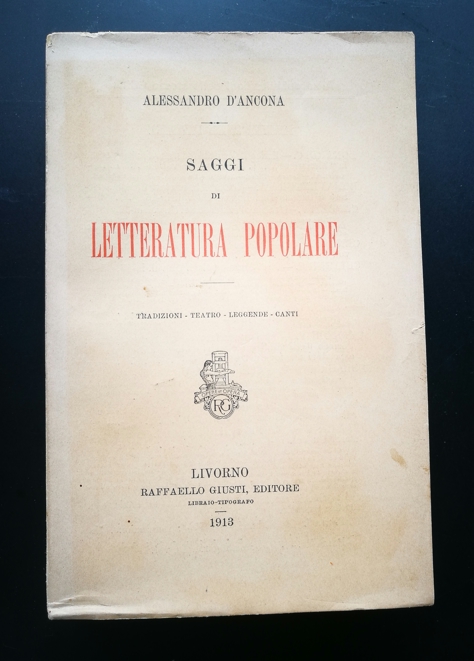 ALESSANDRO D'ANCONA
SAGGI
DI
LETTERATURA POPOLARE
TRADIZIONI - TEATRO - LEGGENDE - CANTI
RG
LIVORNO
RAFFAELLO GIUSTI, EDITORE
LIBRAIO-TIPOGRAFO
1913